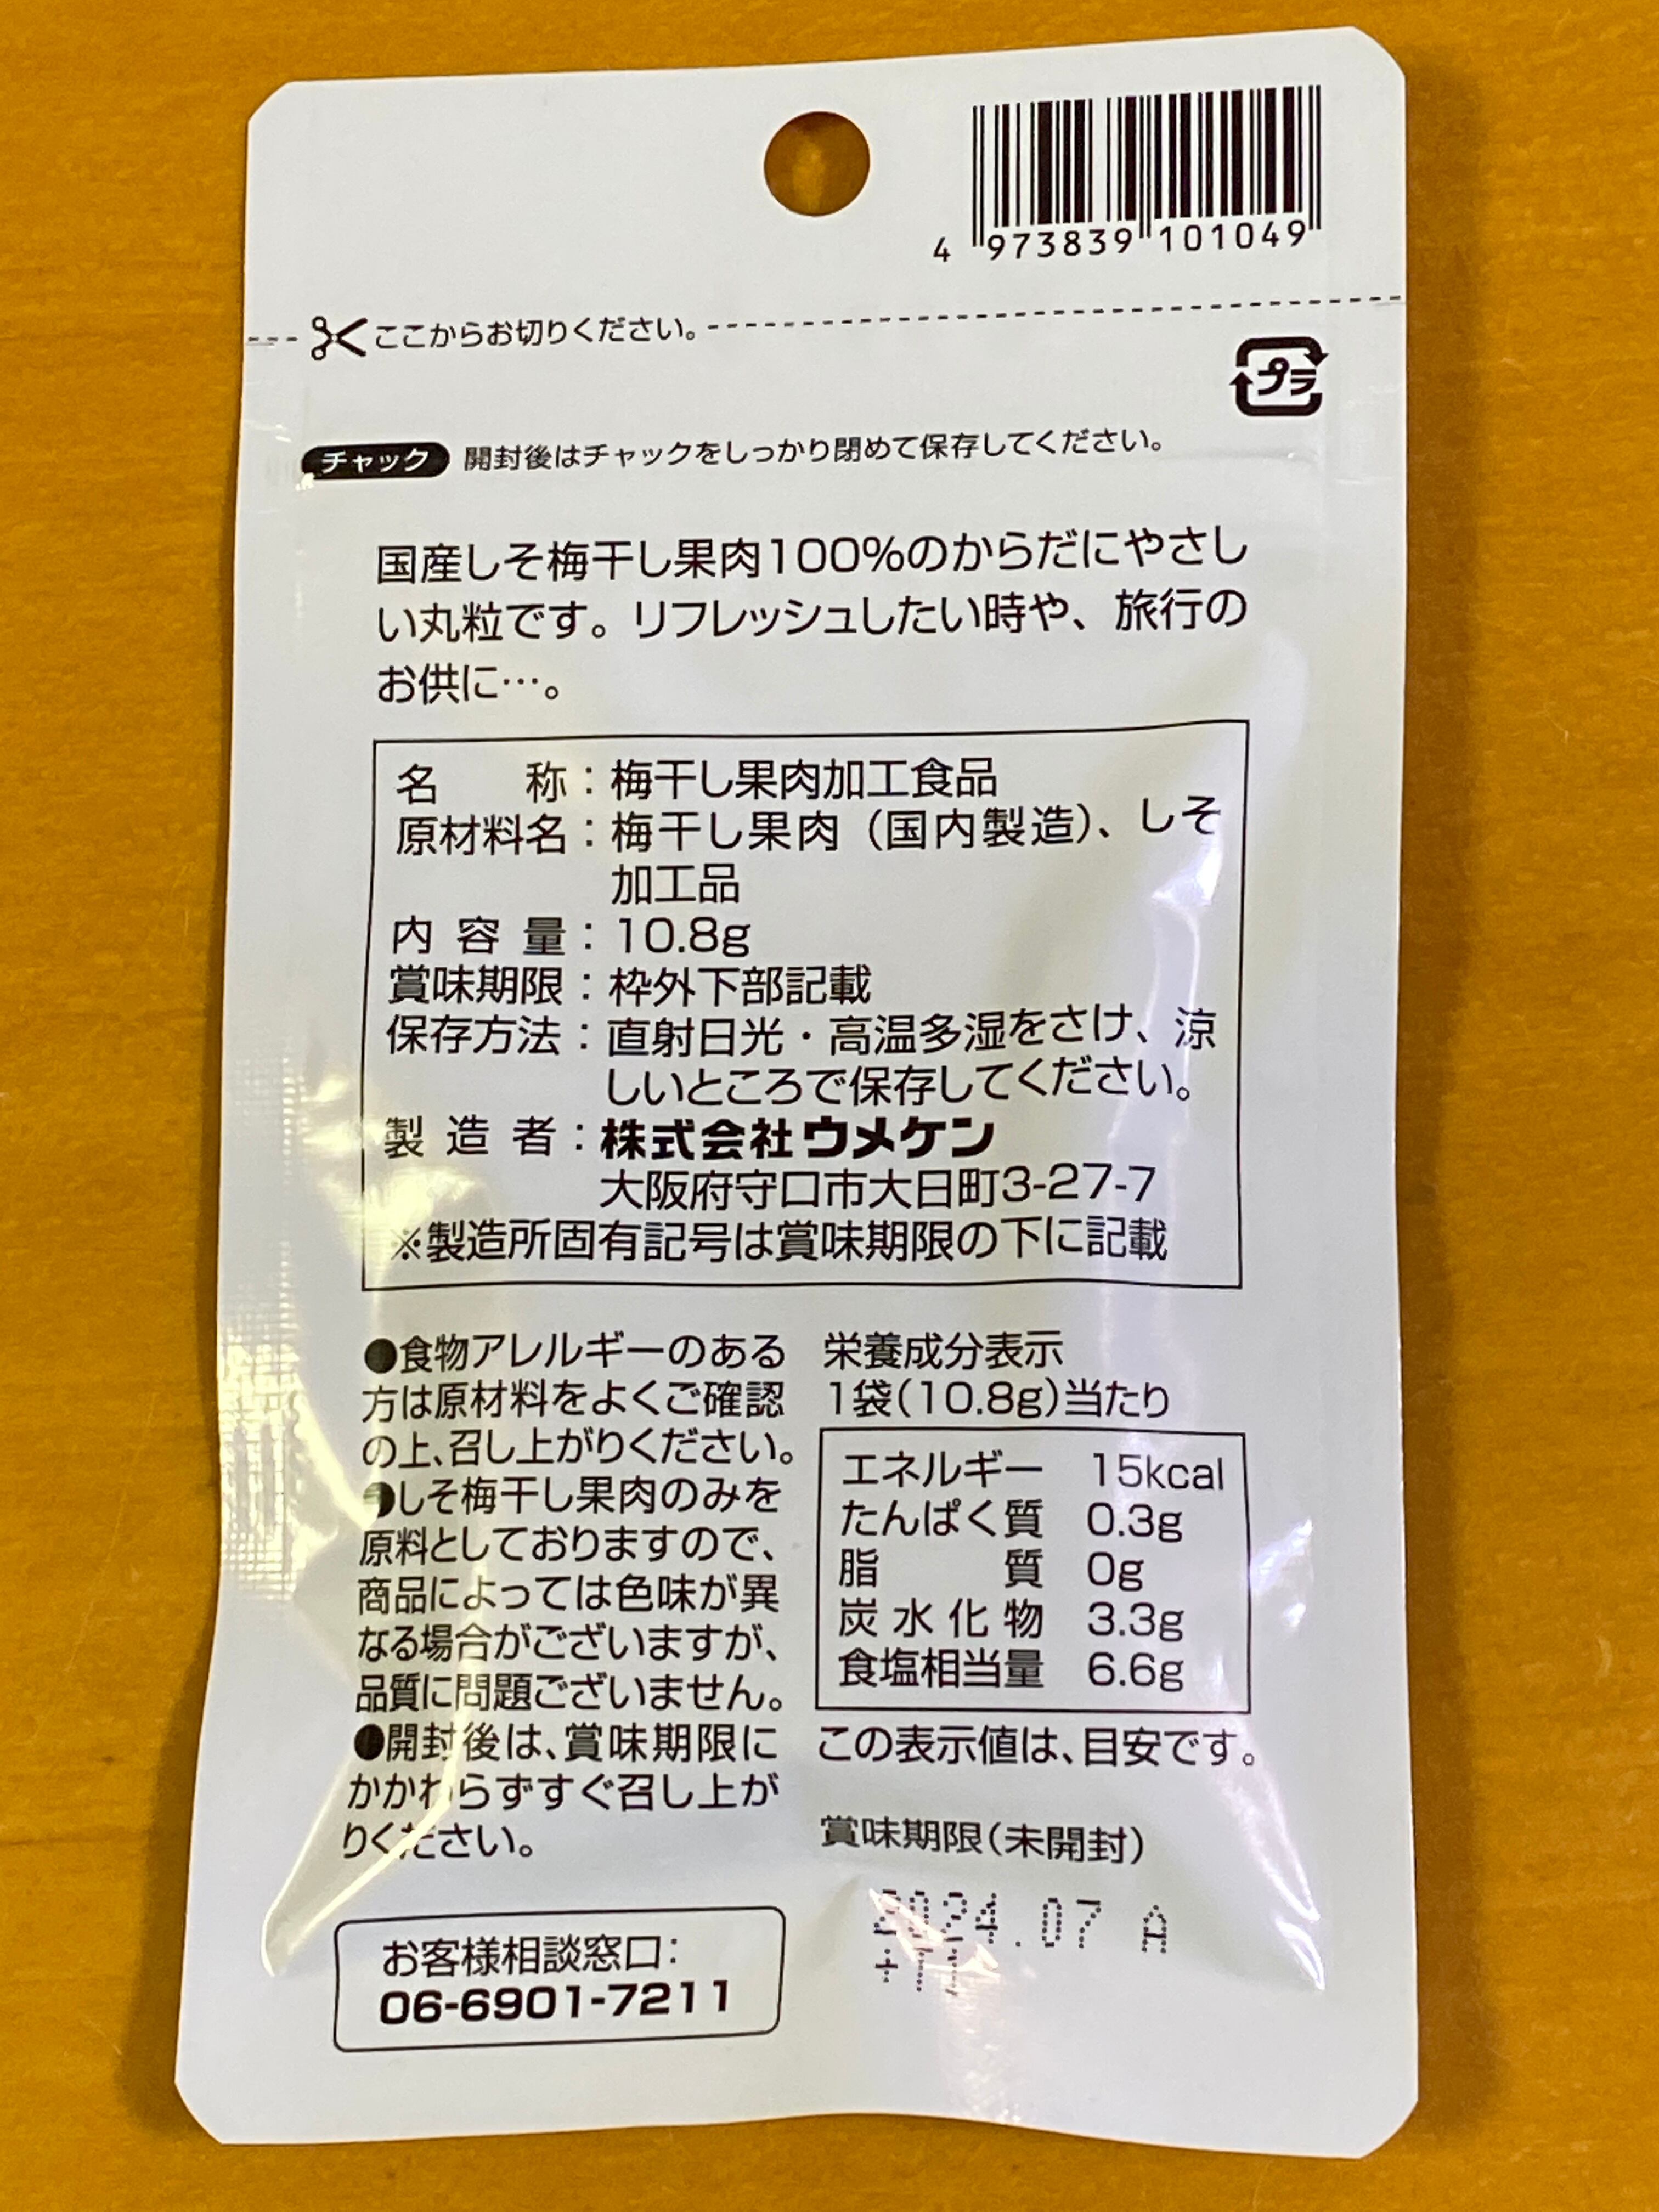 4 973839 101049
ここからお切りください。
プラ
チャック 開封後はチャックをしっかり閉めて保存してください。
国産しそ梅干し果肉100%のからだにやさし
い丸粒です。リフレッシュしたい時や、旅行の
お供に…。
名称：梅干し果肉加工食品
原材料名：梅干し果肉（国内製造）、しそ
加工品
内容量：10.8g
賞味期限：枠外下部記載
保存方法：直射日光・高温多湿をさけ、涼
しいところで保存してください。
製造者：株式会社ウメケン
大阪府守口市大日町3-27-7
※製造所固有記号は賞味期限の下に記載
●食物アレルギーのある
方は原材料をよくご確認
の上、召し上がりください。
●しそ梅干し果肉のみを
原料としておりますので、
商品によっては色味が異
なる場合がございますが、
品質に問題ございません。
●開封後は、賞味期限に
かかわらずすぐ召し上が
りください。
お客様相談窓口：
06-6901-7211
栄養成分表示
1袋（10.8g）当たり
エネルギー 15kcal
たんぱく質 0.3g
脂質 0g
炭水化物 3.3g
食塩相当量 6.6g
この表示値は、目安です。
賞味期限（未開封）
2024.07 A